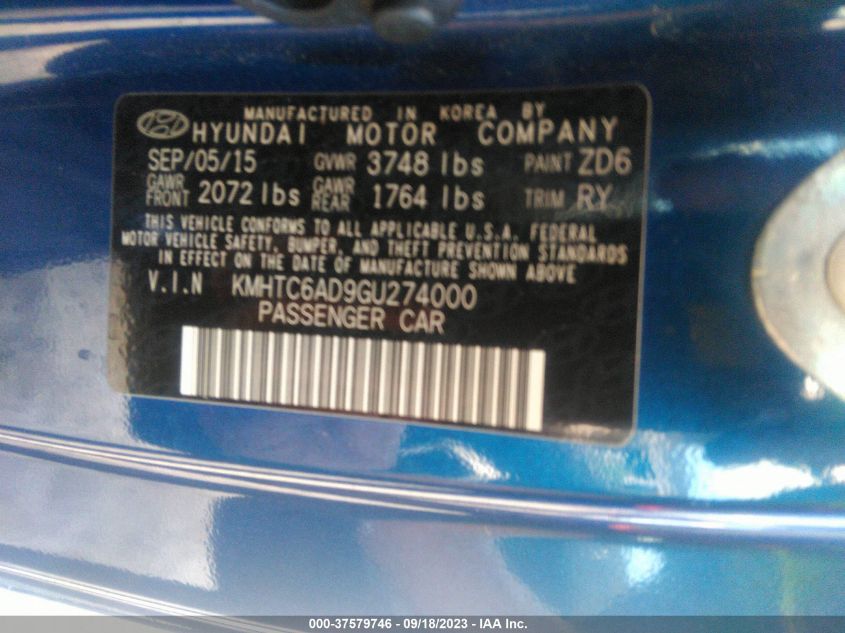 MANUFACTURED IN KOREA BY
HYUNDAI MOTOR COMPANY
SEP/05/15 GVWR 3748 lbs PAINT ZD6
GAWR FRONT 2072 lbs GAWR REAR 1764 lbs TRIM RY
THIS VEHICLE CONFORMS TO ALL APPLICABLE U.S.A. FEDERAL
MOTOR VEHICLE SAFETY, BUMPER, AND THEFT PREVENTION STANDARDS
IN EFFECT ON THE DATE OF MANUFACTURE SHOWN ABOVE
V.I.N KMHTC6AD9GU274000
PASSENGER CAR
000-37579746 - 09/18/2023 - IAA Inc.